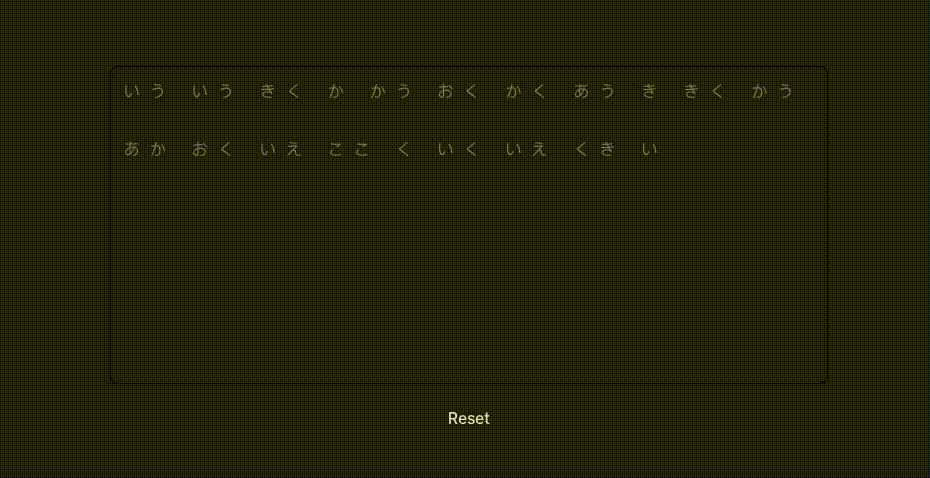 いう いう きく か かう おく かく あう き きく かう
あか おく いえ ここ く いく いえ くき い
Reset